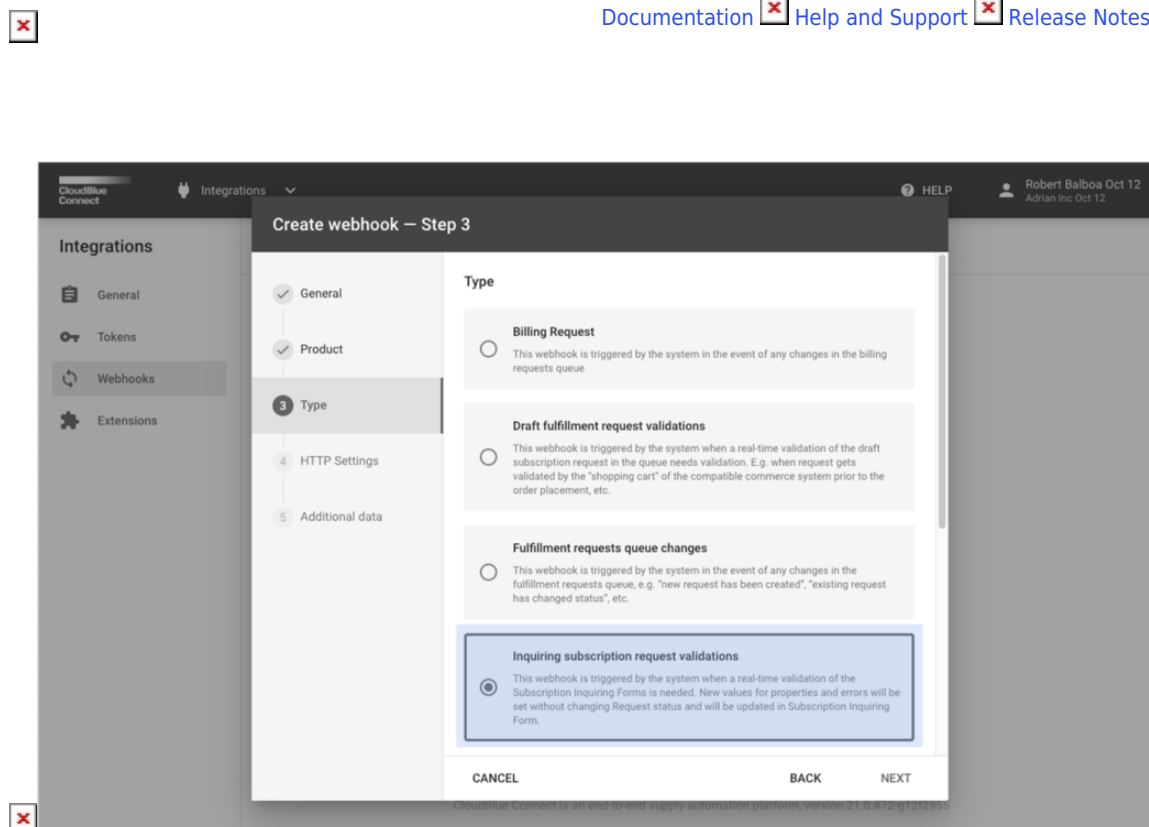 Documentation Help and Support Release Notes
CloudBlue
Connect
Integrations
HELP
Robert Balboa Oct 12
Adrian Inc Oct 12
Create webhook — Step 3
Integrations
General
Tokens
Webhooks
Extensions
General
Product
3 Type
4 HTTP Settings
5 Additional data
Type
Billing Request
This webhook is triggered by the system in the event of any changes in the billing
requests queue
Draft fulfillment request validations
This webhook is triggered by the system when a real-time validation of the draft
subscription request in the queue needs validation. E.g. when request gets
validated by the "shopping cart" of the compatible commerce system prior to the
order placement, etc.
Fulfillment requests queue changes
This webhook is triggered by the system in the event of any changes in the
fulfillment requests queue, e.g. "new request has been created", "existing request
has changed status", etc.
Inquiring subscription request validations
This webhook is triggered by the system when a real-time validation of the
Subscription Inquiring Forms is needed. New values for properties and errors will be
set without changing Request status and will be updated in Subscription Inquiring
Form.
CANCEL
BACK
NEXT
CloudBlue Connect is an end-to-end supply automation platform, version 21.0.872-g12f2955